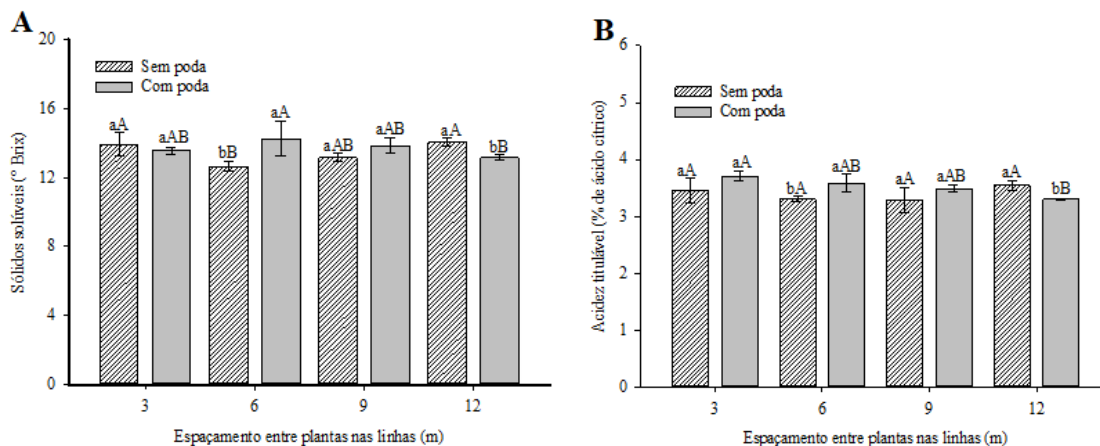 A
20
16
12
8
4
0
Sólidos solúveis (° Brix)
Sem poda
Com poda
aA
aAB
bB
aA
aAB
aAB
aA
bB
3
6
9
12
Espaçamento entre plantas nas linhas (m)
B
6
5
4
3
2
1
0
Acidez titulável (% de ácido cítrico)
Sem poda
Com poda
aA
aA
bA
aAB
aA
aAB
aA
bB
3
6
9
12
Espaçamento entre plantas nas linhas (m)